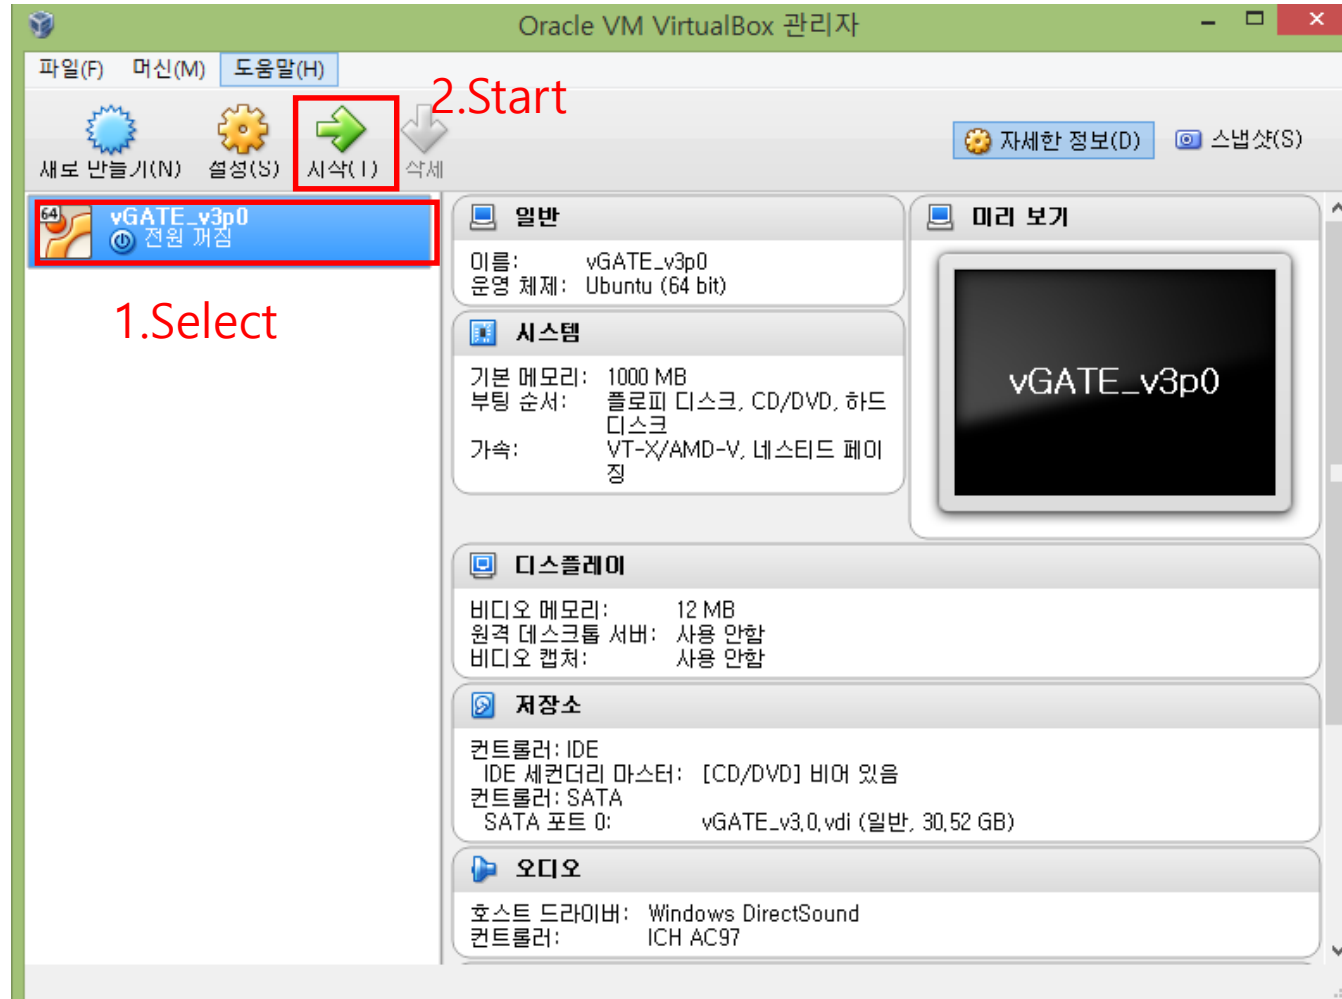 Oracle VM VirtualBox 관리자
파일(F) 머신(M) 도움말(H)
2.Start
새로 만들기(N) 설정(S) 시작(T) 삭제
자세한 정보(D) 스냅샷(S)
64
vGATE_v3p0
전원 꺼짐
1.Select
일반
이름: vGATE_v3p0
운영 체제: Ubuntu (64 bit)
미리 보기
vGATE_v3p0
시스템
기본 메모리: 1000 MB
부팅 순서: 플로피 디스크, CD/DVD, 하드
디스크
가속: VT-x/AMD-V, 네스티드 페이
징
디스플레이
비디오 메모리: 12 MB
원격 데스크톱 서버: 사용 안함
비디오 캡처: 사용 안함
저장소
컨트롤러: IDE
IDE 세컨더리 마스터: [CD/DVD] 비어 있음
컨트롤러: SATA
SATA 포트 0: vGATE_v3.0.vdi (일반, 30.52 GB)
오디오
호스트 드라이버: Windows DirectSound
컨트롤러: ICH AC97